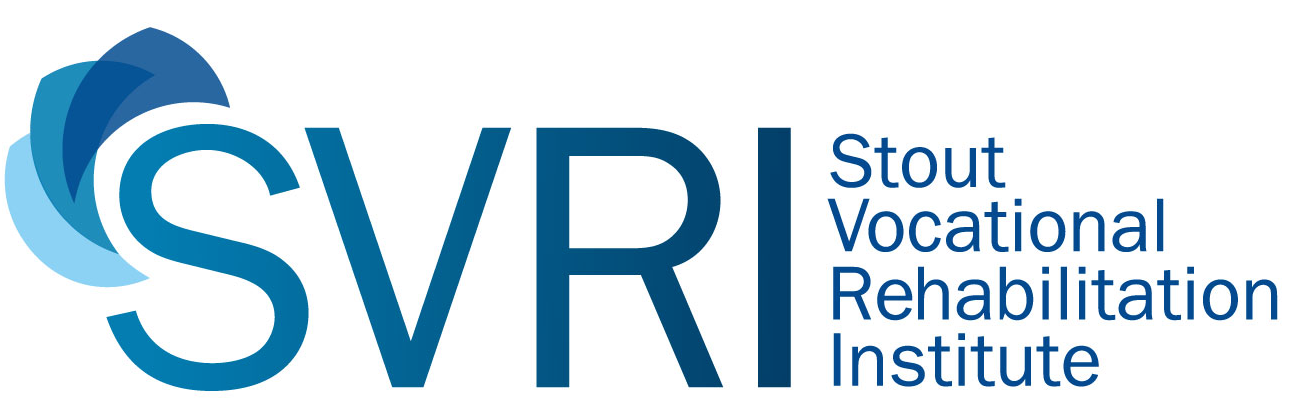 SVRI
Stout
Vocational
Rehabilitation
Institute